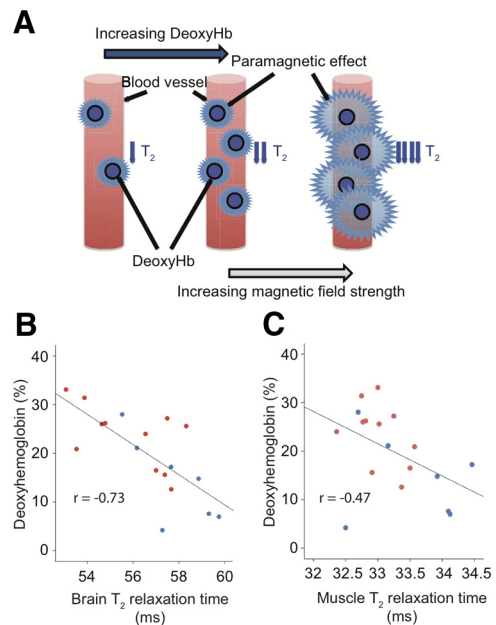 A
Increasing DeoxyHb
Paramagnetic effect
Blood vessel
T2
T2
T2
DeoxyHb
Increasing magnetic field strength
B
Deoxyhemoglobin (%)
40
30
20
10
0
r = -0.73
54 56 58 60
Brain T2 relaxation time
(ms)
C
Deoxyhemoglobin (%)
40
30
20
10
0
r = -0.47
32 32.5 33 33.5 34 34.5
Muscle T2 relaxation time
(ms)